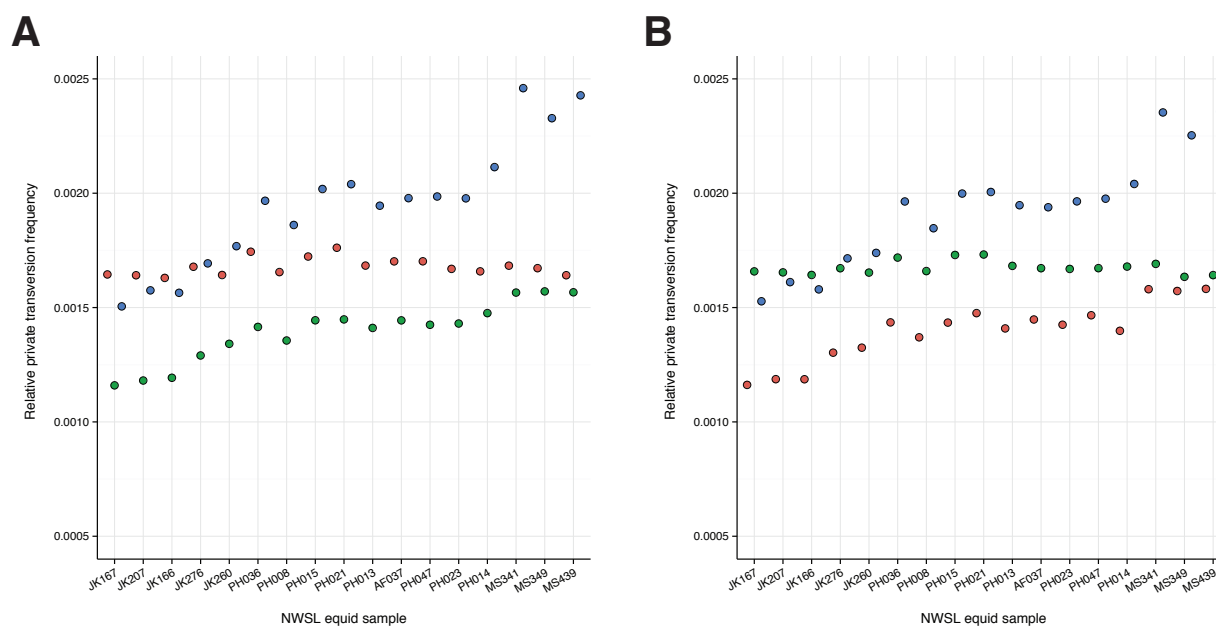 A
Relative private transversion frequency
0.0025
0.0020
0.0015
0.0010
0.0005
JK167
JK207
JK166
JK276
JK260
PH036
PH008
PH015
PH021
PH013
AF037
PH047
PH023
PH014
MS341
MS349
MS439
NWSL equid sample
B
Relative private transversion frequency
0.0025
0.0020
0.0015
0.0010
0.0005
JK167
JK207
JK166
JK276
JK260
PH036
PH008
PH015
PH021
PH013
AF037
PH023
PH047
PH014
MS341
MS349
MS439
NWSL equid sample